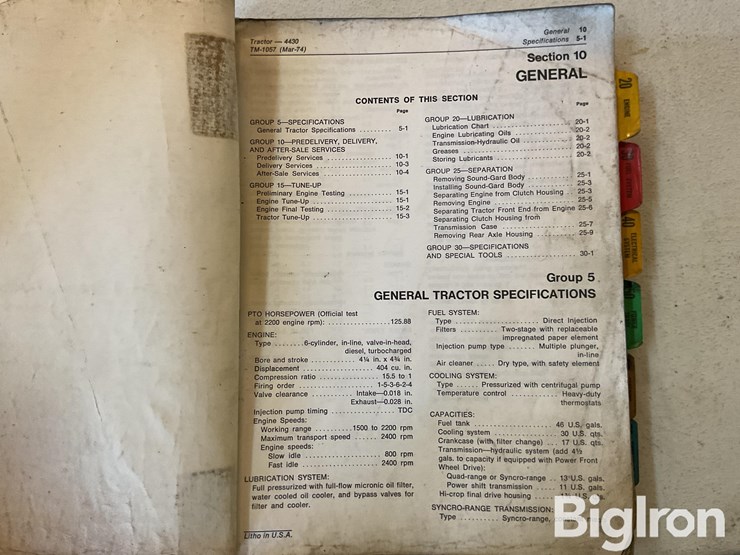 Tractor — 4430
TM-1057 (Mar-74)
General 10
Specifications 5-1
Section 10
GENERAL
CONTENTS OF THIS SECTION
Page
GROUP 5—SPECIFICATIONS
General Tractor Specifications .......... 5-1
GROUP 10—PREDELIVERY, DELIVERY,
AND AFTER-SALE SERVICES
Predelivery Services .......... 10-1
Delivery Services .......... 10-3
After-Sale Services .......... 10-4
GROUP 15—TUNE-UP
Preliminary Engine Testing .......... 15-1
Engine Tune-Up .......... 15-1
Engine Final Testing .......... 15-2
Tractor Tune-Up .......... 15-3
Page
GROUP 20—LUBRICATION
Lubrication Chart .......... 20-1
Engine Lubricating Oils .......... 20-2
Transmission-Hydraulic Oil .......... 20-2
Greases .......... 20-2
Storing Lubricants .......... 20-2
GROUP 25—SEPARATION
Removing Sound-Gard Body .......... 25-1
Installing Sound-Gard Body .......... 25-3
Separating Engine from Clutch Housing .. 25-3
Removing Engine .......... 25-5
Separating Tractor Front End from Engine 25-6
Separating Clutch Housing from
Transmission Case .......... 25-7
Removing Rear Axle Housing .......... 25-9
GROUP 30—SPECIFICATIONS
AND SPECIAL TOOLS .......... 30-1
Group 5
GENERAL TRACTOR SPECIFICATIONS
PTO HORSEPOWER (Official test
at 2200 engine rpm): .......... 125.88
ENGINE:
Type ........ 6-cylinder, in-line, valve-in-head,
diesel, turbocharged
Bore and stroke .......... 4¼ in. x 4¾ in.
Displacement .......... 404 cu. in.
Compression ratio .......... 15.5 to 1
Firing order .......... 1-5-3-6-2-4
Valve clearance .......... Intake—0.018 in.
Exhaust—0.028 in.
Injection pump timing .......... TDC
Engine Speeds:
Working range .......... 1500 to 2200 rpm
Maximum transport speed .......... 2400 rpm
Engine speeds:
Slow idle .......... 800 rpm
Fast idle .......... 2400 rpm
LUBRICATION SYSTEM:
Full pressurized with full-flow micronic oil filter,
water cooled oil cooler, and bypass valves for
filter and cooler.
Litho in U.S.A.
FUEL SYSTEM:
Type .......... Direct Injection
Filters .......... Two-stage with replaceable
impregnated paper element
Injection pump type ....... Multiple plunger,
in-line
Air cleaner ..... Dry type, with safety element
COOLING SYSTEM:
Type ..... Pressurized with centrifugal pump
Temperature control .......... Heavy-duty
thermostats
CAPACITIES:
Fuel tank .......... 46 U.S. gals.
Cooling system .......... 30 U.S. qts.
Crankcase (with filter change) ... 17 U.S. qts.
Transmission—hydraulic system (add 4½
gals. to capacity if equipped with Power Front
Wheel Drive):
Quad-range or Syncro-range .. 13 U.S. gals.
Power shift transmission .... 11 U.S. gals.
Hi-crop final drive housing U.S. gals.
SYNCRO-RANGE TRANSMISSION:
Type .......... Syncro-range,
20
ENGINE
40
ELECTRICAL
SYSTEM
BigIron